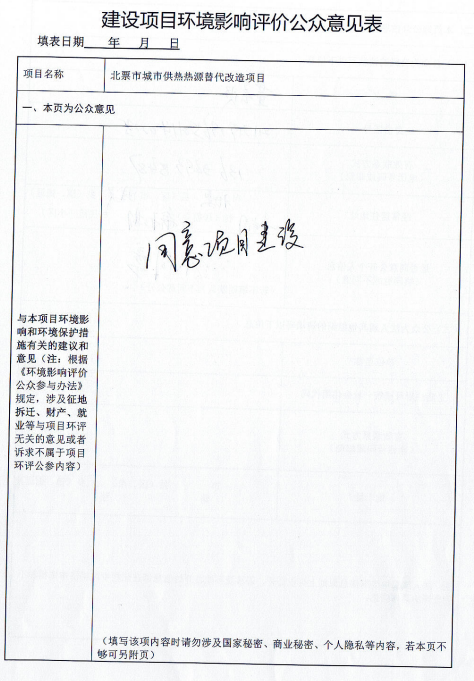 建设项目环境影响评价公众意见表
填表日期 年 月 日
项目名称 北票市城市供热热源替代改造项目
一、本页为公众意见
同意项目建设
与本项目环境影
响和环境保护措
施有关的建议和
意见（注：根据
《环境影响评价
公众参与办法》
规定，涉及征地
拆迁、财产、就
业等与项目环评
无关的意见或者
诉求不属于项目
环评公参内容）
（填写该项内容时请勿涉及国家秘密、商业秘密、个人隐私等内容，若本页不
够可另附页）